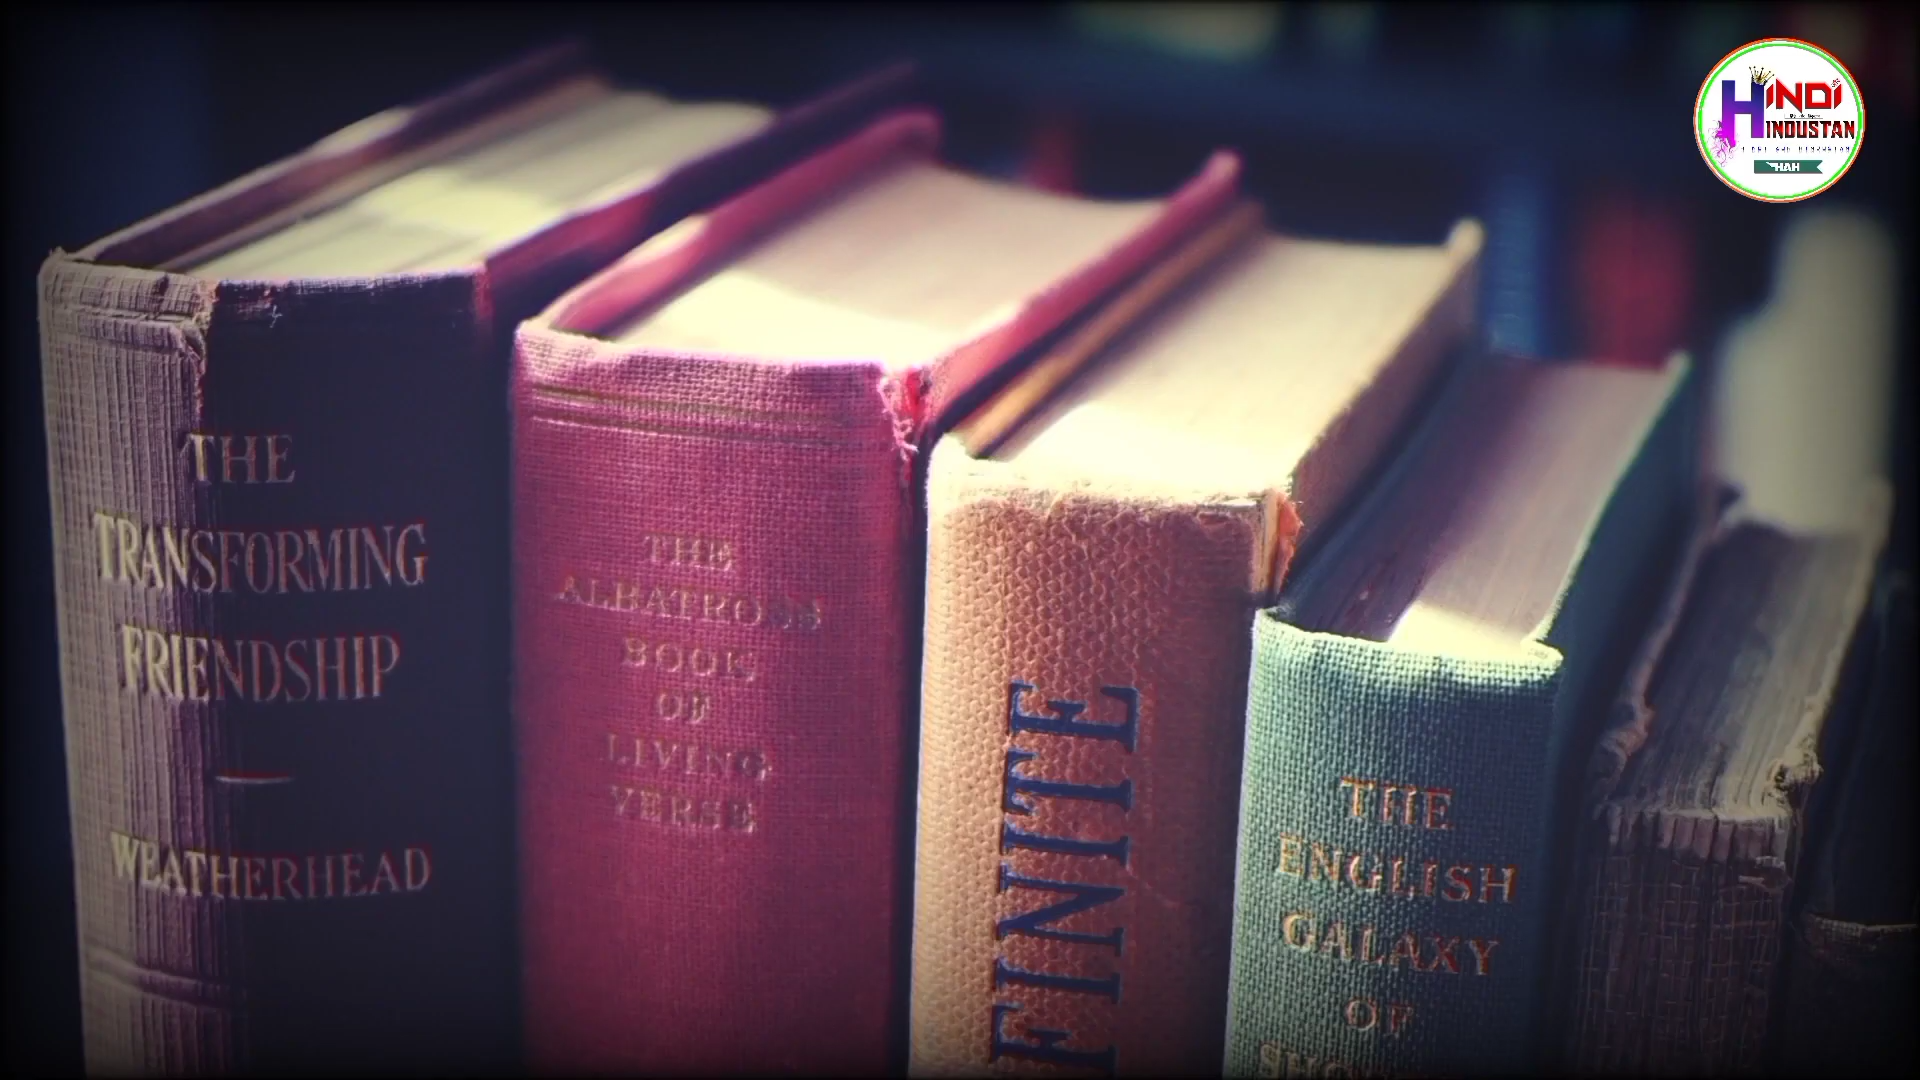 THE
TRANSFORMING
FRIENDSHIP
WEATHERHEAD
THE
ALBATROSS
BOOK
OF
LIVING
VERSE
FINITE
THE
ENGLISH
GALAXY
OF
HINDI
HINDUSTAN
HAH